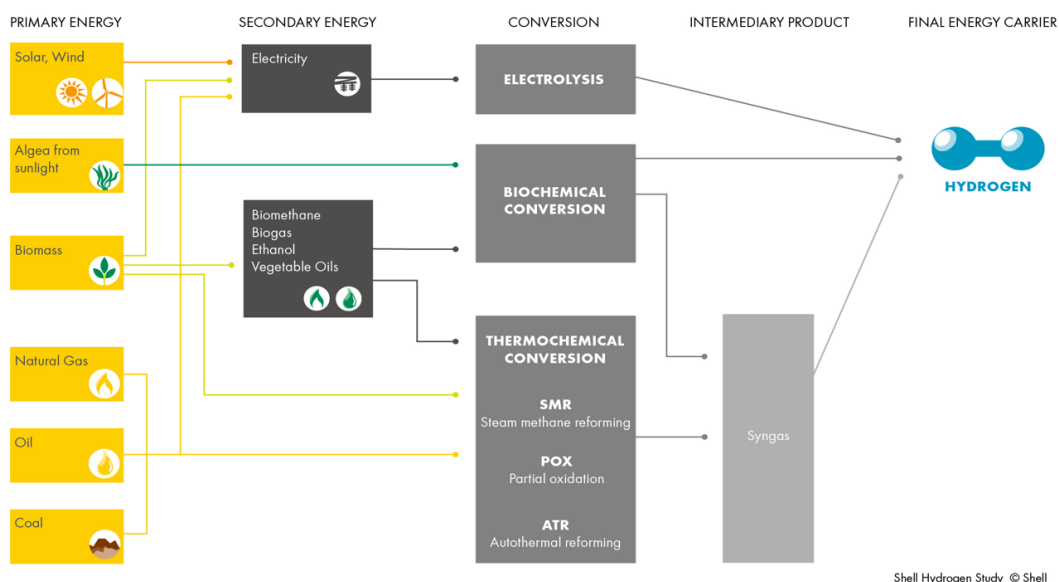 PRIMARY ENERGY
SECONDARY ENERGY
CONVERSION
INTERMEDIARY PRODUCT
FINAL ENERGY CARRIER
Solar, Wind
Electricity
ELECTROLYSIS
Algea from
sunlight
BIOCHEMICAL
CONVERSION
HYDROGEN
Biomass
Biomethane
Biogas
Ethanol
Vegetable Oils
Natural Gas
THERMOCHEMICAL
CONVERSION
SMR
Steam methane reforming
Oil
POX
Partial oxidation
Syngas
Coal
ATR
Autothermal reforming
Shell Hydrogen Study © Shell